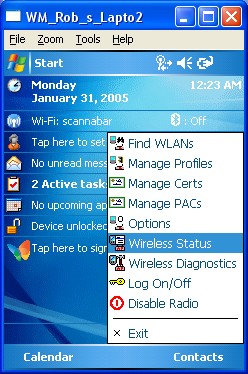 WM_Rob_s_Lapto2
File Zoom Tools Help
Start
Monday 12:23 AM
January 31, 2005
Wi-Fi: scannabar : Off
Tap here to set
No unread mess
2 Active task
No upcoming ap
Device unlocked
Tap here to sign
Find WLANs
Manage Profiles
Manage Certs
Manage PACs
Options
Wireless Status
Wireless Diagnostics
Log On/Off
Disable Radio
Exit
Calendar Contacts